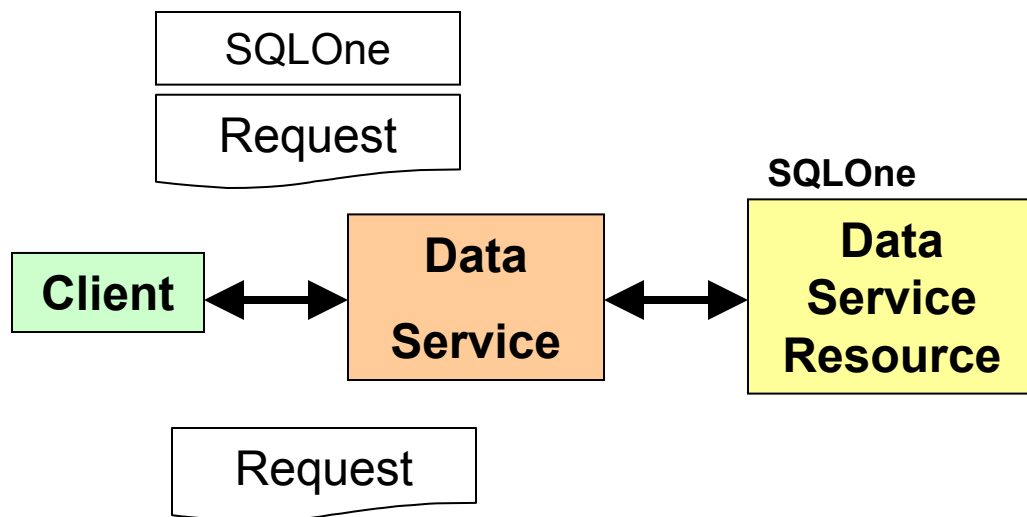 SQLOne
Request
SQLOne
Client
Data
Service
Data
Service
Resource
Request